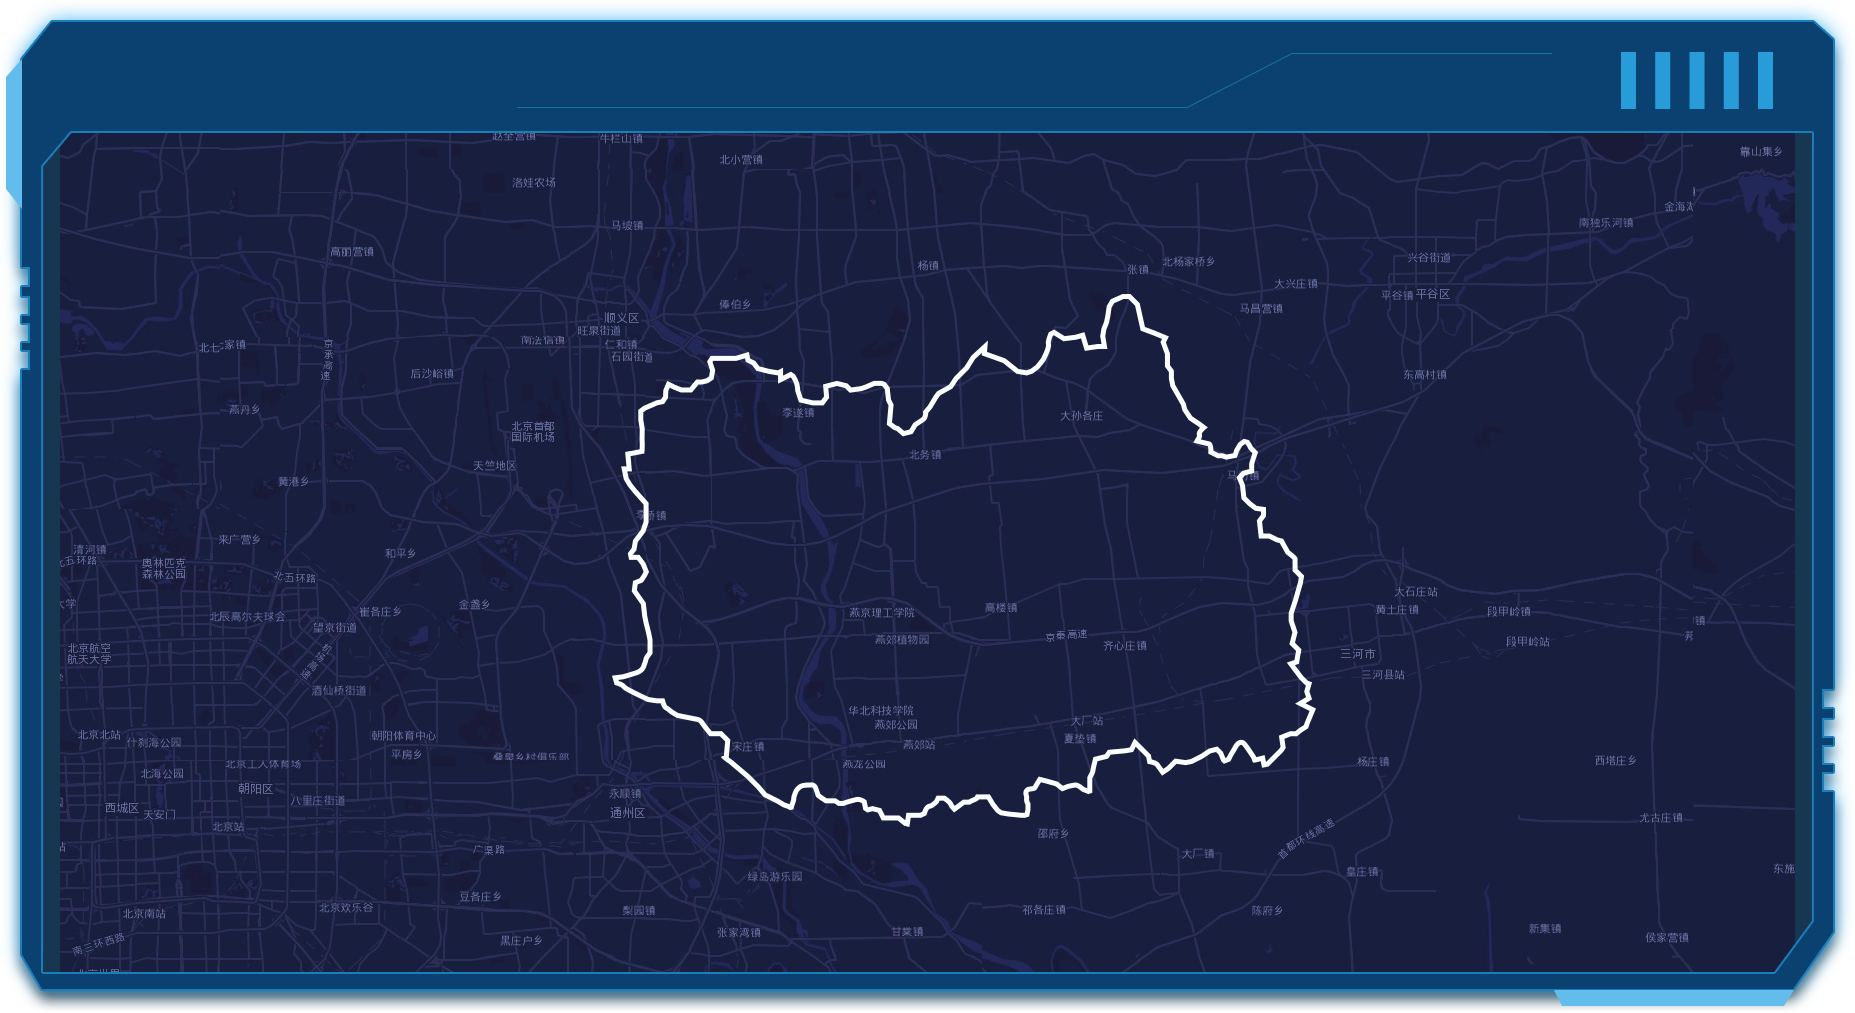 赵全营镇
牛栏山镇
北小营镇
靠山集乡
洛娃农场
金海
马坡镇
南独乐河镇
高丽营镇
兴谷街道
杨镇
张镇
北杨家桥乡
大兴庄镇
平谷镇
平谷区
俸伯乡
马昌营镇
顺义区
旺泉街道
仁和镇
南法信镇
北七家镇
石园街道
京承高速
后沙峪镇
东高村镇
燕丹乡
李遂镇
大孙各庄
北京首都
国际机场
北务镇
天竺地区
黄港乡
李桥镇
来广营乡
清河镇
北五环路
和平乡
奥林匹克
森林公园
北五环路
大石庄站
大学
金盏乡
崔各庄乡
北辰高尔夫球会
燕京理工学院
高楼镇
黄土庄镇
段甲岭镇
镇
望京街道
京秦高速
燕郊植物园
齐心庄镇
段甲岭站
北京航空
航天大学
三河市
机场高速
三河县站
酒仙桥街道
华北科技学院
燕郊公园
大厂站
北京北站
什刹海公园
朝阳体育中心
宋庄镇
燕郊站
夏垫镇
平房乡
北京工人体育场
燕龙公园
杨庄镇
西塔庄乡
北海公园
朝阳区
永顺镇
八里庄街道
西城区
天安门
通州区
尤古庄镇
北京站
邵府乡
首都环线高速
站
广渠路
大厂镇
皇庄镇
东施
绿岛游乐园
豆各庄乡
北京欢乐谷
北京南站
梨园镇
祁各庄镇
陈府乡
张家湾镇
甘棠镇
新集镇
侯家营镇
南三环西路
黑庄户乡
北京世界